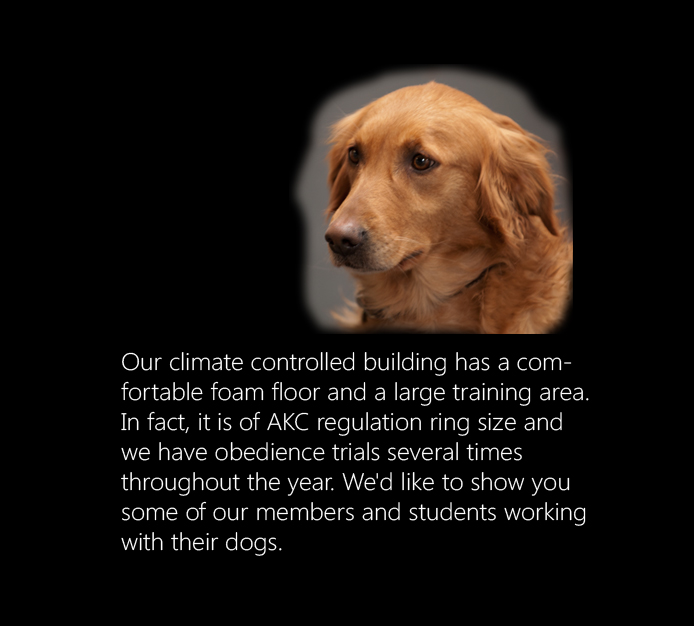 Our climate controlled building has a com-
fortable foam floor and a large training area.
In fact, it is of AKC regulation ring size and
we have obedience trials several times
throughout the year. We'd like to show you
some of our members and students working
with their dogs.